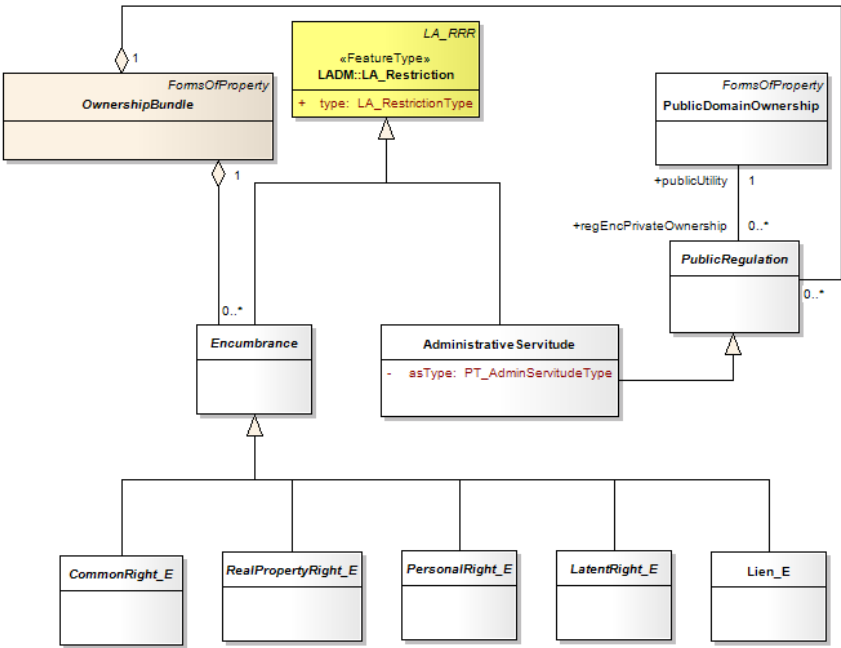 LA_RRR
«FeatureType»
LADM::LA_Restriction
+ type: LA_RestrictionType
1
FormsOfProperty
OwnershipBundle
1
FormsOfProperty
PublicDomainOwnership
+publicUtility 1
+regEncPrivateOwnership 0..*
PublicRegulation
0..*
0..*
Encumbrance
AdministrativeServitude
- asType: PT_AdminServitudeType
CommonRight_E
RealPropertyRight_E
PersonalRight_E
LatentRight_E
Lien_E